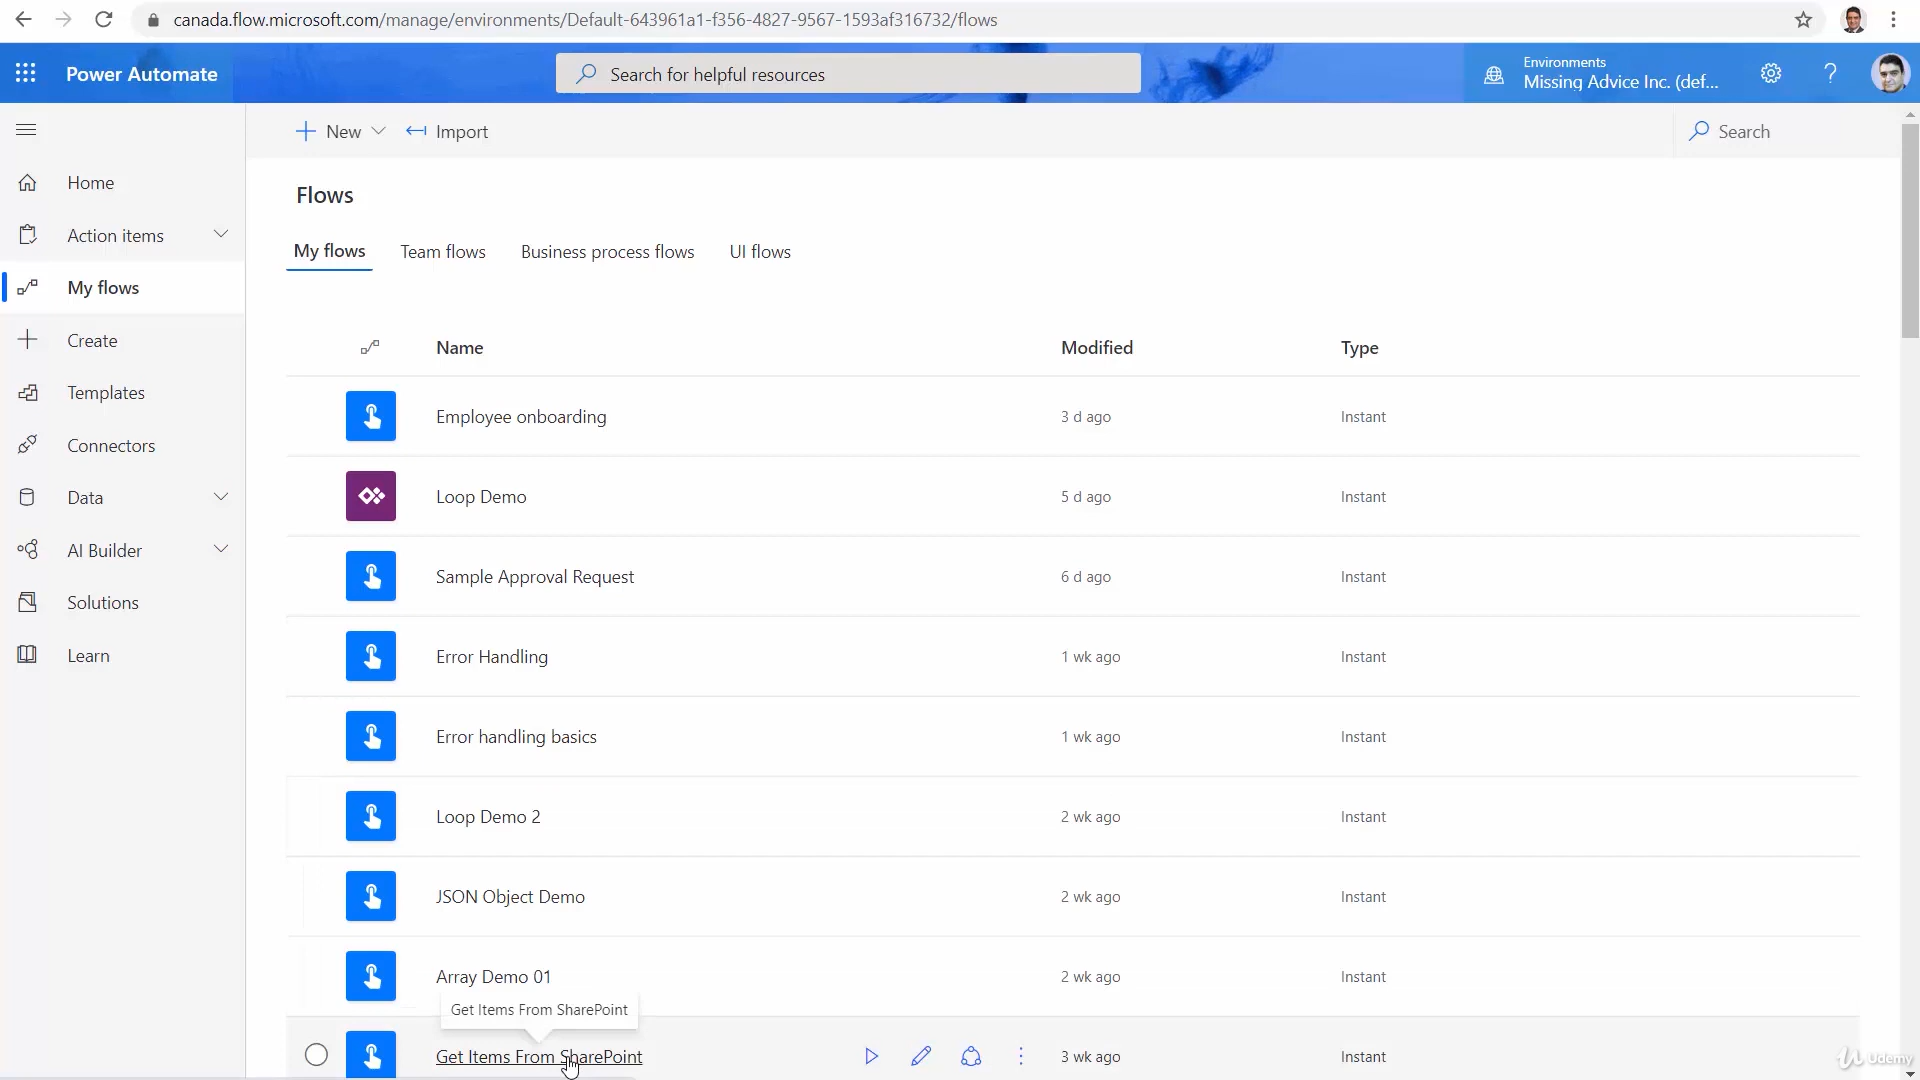 canada.flow.microsoft.com/manage/environments/Default-643961a1-f356-4827-9567-1593af316732/flows
Power Automate
Search for helpful resources
Environments
Missing Advice Inc. (def...
?
New
Import
Search
Home
Action items
My flows
Create
Templates
Connectors
Data
AI Builder
Solutions
Learn
Flows
My flows Team flows Business process flows UI flows
Name Modified Type
Employee onboarding 3 d ago Instant
Loop Demo 5 d ago Instant
Sample Approval Request 6 d ago Instant
Error Handling 1 wk ago Instant
Error handling basics 1 wk ago Instant
Loop Demo 2 2 wk ago Instant
JSON Object Demo 2 wk ago Instant
Array Demo 01 2 wk ago Instant
Get Items From SharePoint
Get Items From SharePoint 3 wk ago Instant
Udemy